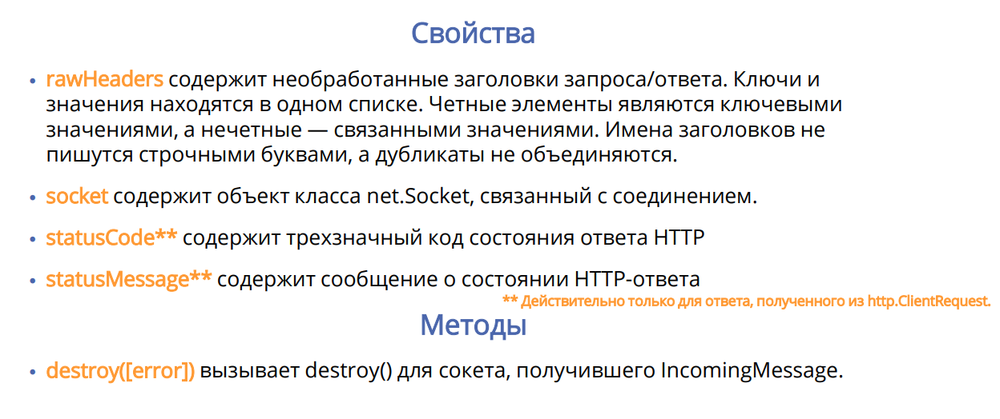 Свойства
• rawHeaders содержит необработанные заголовки запроса/ответа. Ключи и
значения находятся в одном списке. Четные элементы являются ключевыми
значениями, а нечетные — связанными значениями. Имена заголовков не
пишутся строчными буквами, а дубликаты не объединяются.
• socket содержит объект класса net.Socket, связанный с соединением.
• statusCode** содержит трехзначный код состояния ответа HTTP
• statusMessage** содержит сообщение о состоянии HTTP-ответа
** Действительно только для ответа, полученного из http.ClientRequest.
Методы
• destroy([error]) вызывает destroy() для сокета, получившего IncomingMessage.